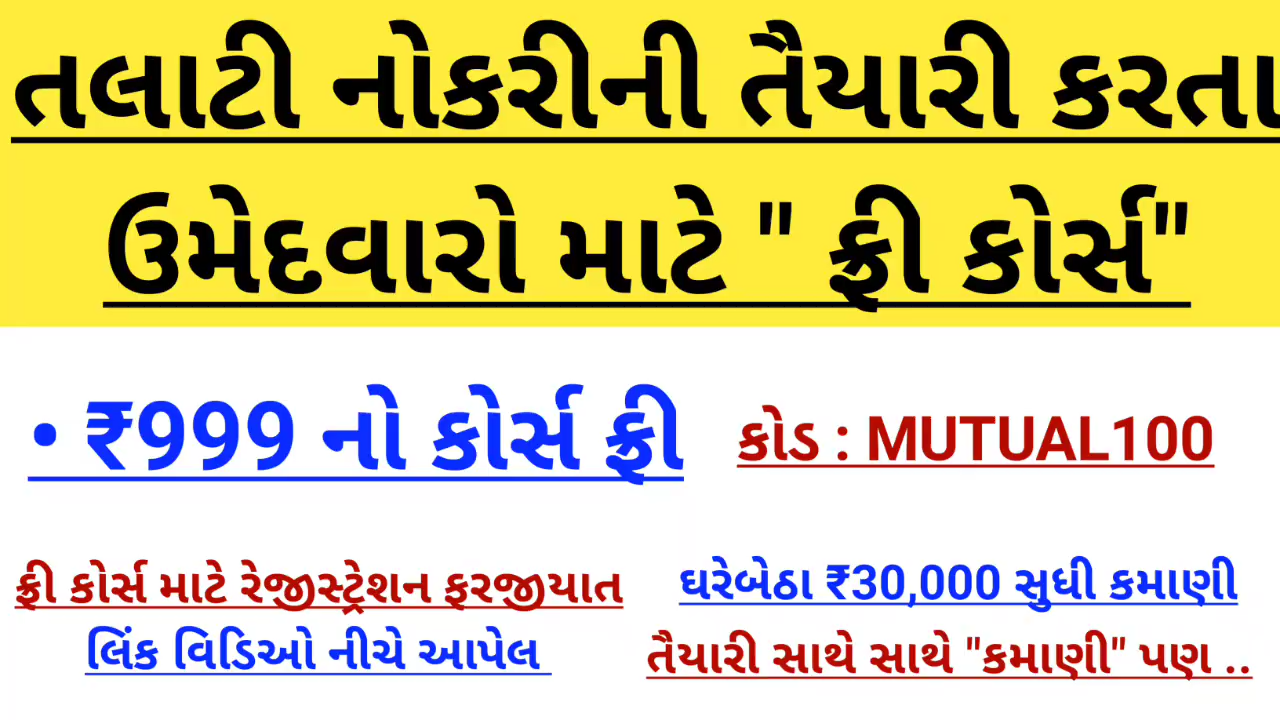 તલાટી નોકરીની તૈયારી કરતા
ઉમેદવારો માટે " ફ્રી કોર્સ"
• ₹999 નો કોર્સ ફ્રી
કોડ : MUTUAL100
ફ્રી કોર્સ માટે રેજીસ્ટ્રેશન ફરજીયાત
લિંક વિડિઓ નીચે આપેલ
ઘરેબેઠા ₹30,000 સુધી કમાણી
તૈયારી સાથે સાથે "કમાણી" પણ ..